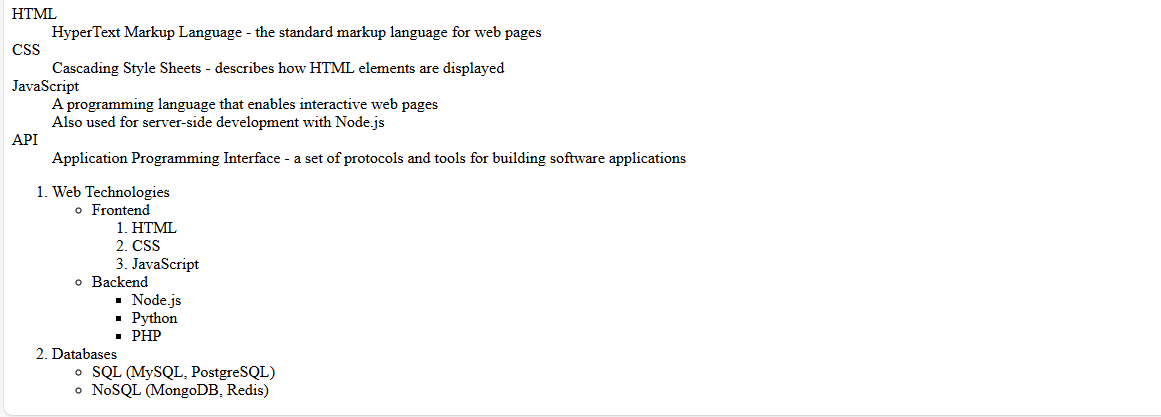 HTML
HyperText Markup Language - the standard markup language for web pages
CSS
Cascading Style Sheets - describes how HTML elements are displayed
JavaScript
A programming language that enables interactive web pages
Also used for server-side development with Node.js
API
Application Programming Interface - a set of protocols and tools for building software applications
1. Web Technologies
○ Frontend
1. HTML
2. CSS
3. JavaScript
○ Backend
▪ Node.js
▪ Python
▪ PHP
2. Databases
○ SQL (MySQL, PostgreSQL)
○ NoSQL (MongoDB, Redis)